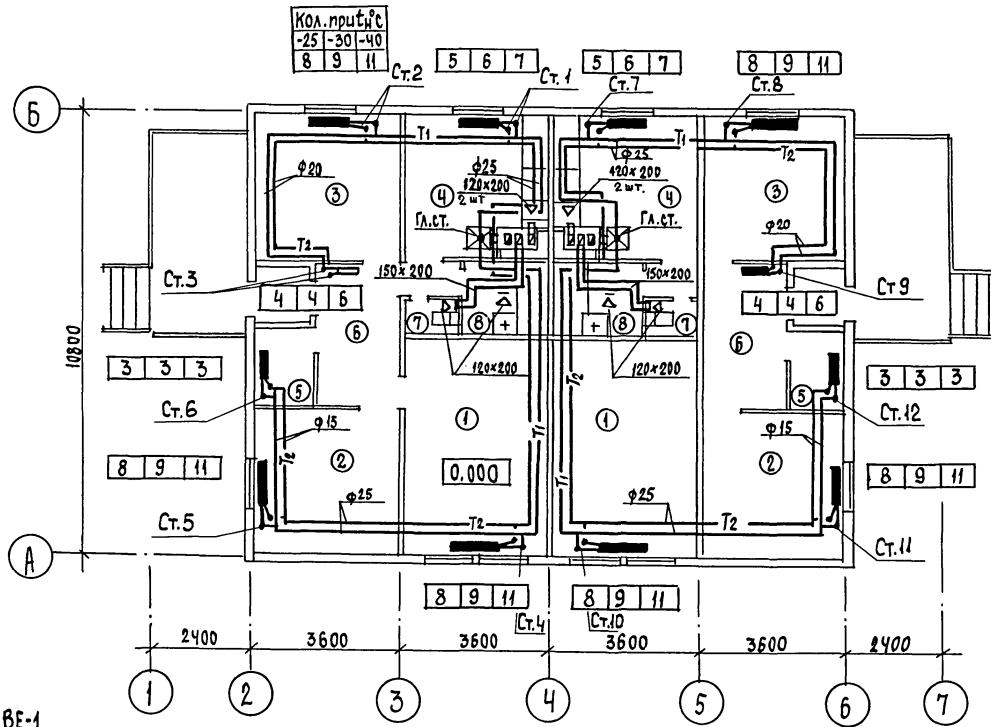 Кол. при tн°С
-25 -30 -40
8 9 11
Ст.2
5 6 7
Ст.1
5 6 7
Ст.7
8 9 11
Ст.8
Б
Т1
Т1
Т2
ф25
ф25
ф20
120×200
2 шт.
120×200
2 шт.
3
4
4
3
Гл.ст.
Гл.ст.
ф20
Т2
Ст.3
150×200
150×200
Ст 9
4 4 6
4 4 6
6
7
8
+
+
8
7
6
10800
3 3 3
120×200
120×200
3 3 3
Т2
Ст.6
5
5
Ст.12
ф15
1
1
ф15
Т2
Т1
2
2
8 9 11
0.000
8 9 11
Т1
ф25
ф25
Ст.5
Т2
Т2
Ст.11
А
8 9 11
8 9 11
Ст.4
Ст.10
2400 3600 3600 3600 3600 2400
1 2 3 4 5 6 7
ВЕ-1